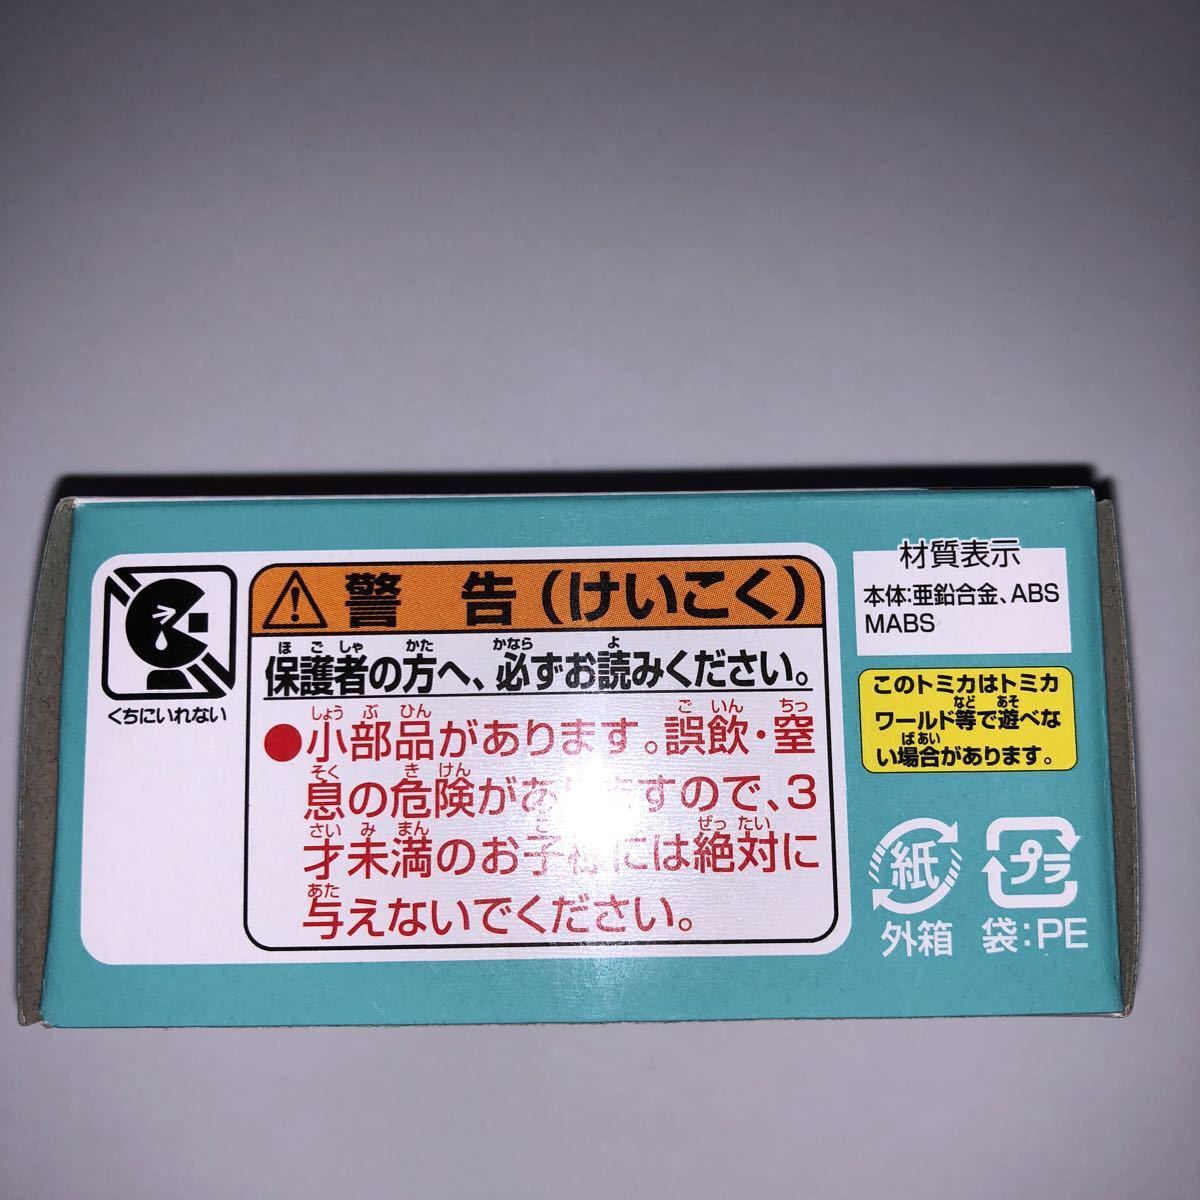 くちにいれない
警告(けいこく)
ほごしゃ かた かなら よ
保護者の方へ、必ずお読みください。
しょうぶひん ごいん ちっ
●小部品があります。誤飲・窒
そく きけん
息の危険がありますので、3
さいみまん こ ぜったい
才未満のお子様には絶対に
あた
与えないでください。
材質表示
本体:亜鉛合金、ABS
MABS
このトミカはトミカ
など あそ
ワールド等で遊べな
ばあい
い場合があります。
紙
外箱
プラ
袋:PE